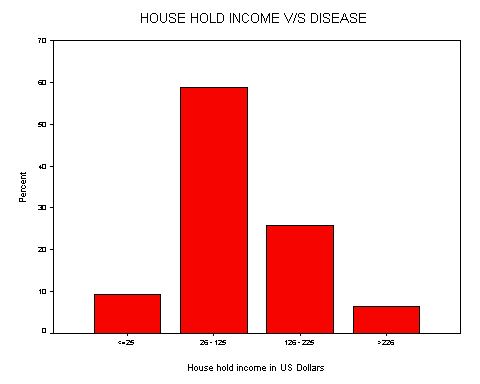 HOUSE HOLD INCOME V/S DISEASE
70
60
50
40
30
20
10
0
Percent
<=25
26 - 125
126 - 225
>226
House hold income in US Dollars